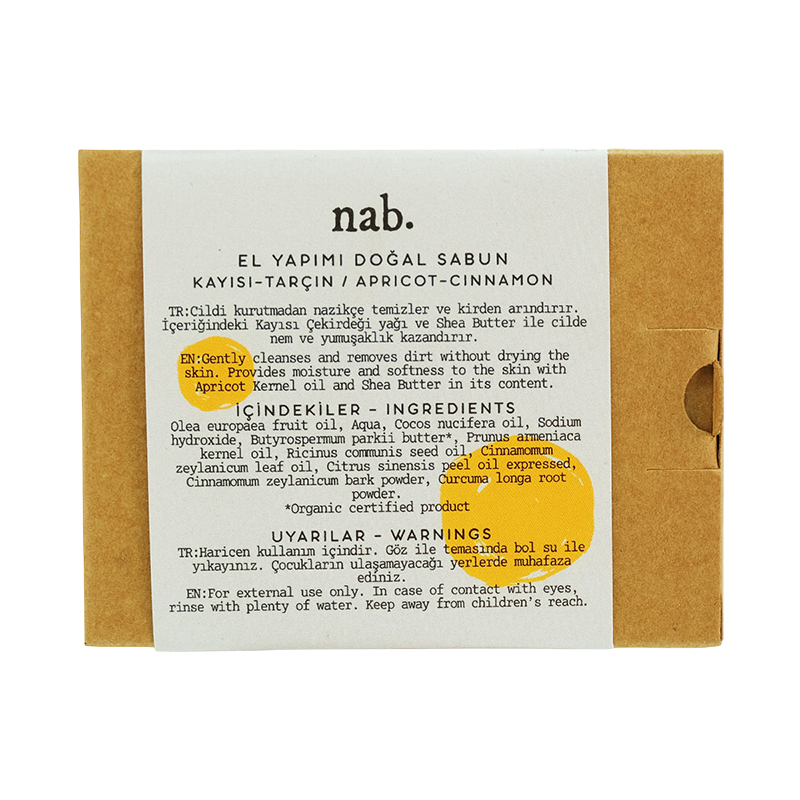 nab.
EL YAPIMI DOĞAL SABUN
KAYISI-TARÇIN / APRICOT-CINNAMON
TR:Cildi kurutmadan nazikçe temizler ve kirden arındırır.
İçeriğindeki Kayısı Çekirdeği yağı ve Shea Butter ile cilde
nem ve yumuşaklık kazandırır.
EN:Gently cleanses and removes dirt without drying the
skin. Provides moisture and softness to the skin with
Apricot Kernel oil and Shea Butter in its content.
İÇİNDEKİLER - INGREDIENTS
Olea europaea fruit oil, Aqua, Cocos nucifera oil, Sodium
hydroxide, Butyrospermum parkii butter*, Prunus armeniaca
kernel oil, Ricinus communis seed oil, Cinnamomum
zeylanicum leaf oil, Citrus sinensis peel oil expressed,
Cinnamomum zeylanicum bark powder, Curcuma longa root
powder.
*Organic certified product
UYARILAR - WARNINGS
TR:Haricen kullanım içindir. Göz ile temasında bol su ile
yıkayınız. Çocukların ulaşamayacağı yerlerde muhafaza
ediniz.
EN:For external use only. In case of contact with eyes,
rinse with plenty of water. Keep away from children's reach.